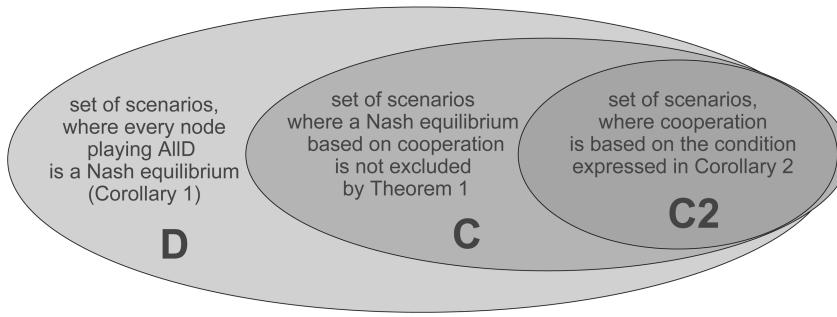 set of scenarios,
where every node
playing AllD
is a Nash equilibrium
(Corollary 1)
D
set of scenarios
where a Nash equilibrium
based on cooperation
is not excluded
by Theorem 1
C
set of scenarios,
where cooperation
is based on the condition
expressed in Corollary 2
C2